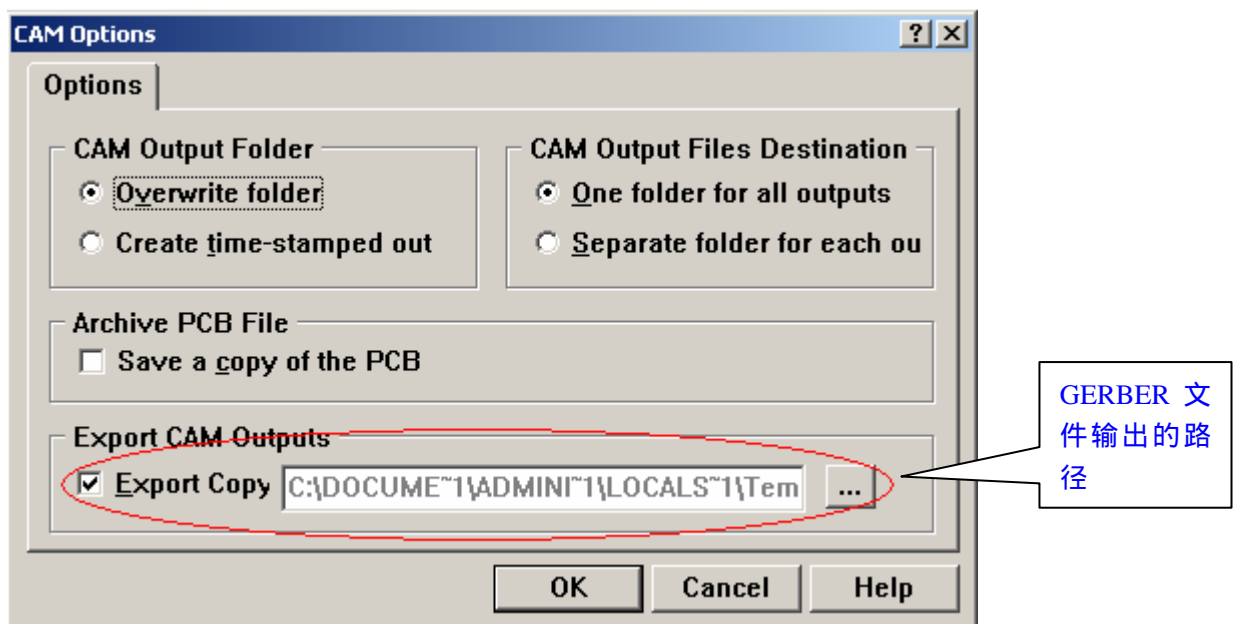 CAM Options
Options
CAM Output Folder
Overwrite folder
Create time-stamped out
CAM Output Files Destination
One folder for all outputs
Separate folder for each ou
Archive PCB File
Save a copy of the PCB
Export CAM Outputs
Export Copy C:\DOCUME~1\ADMINI~1\LOCALS~1\Tem ...
OK Cancel Help
GERBER 文
件输出的路
径